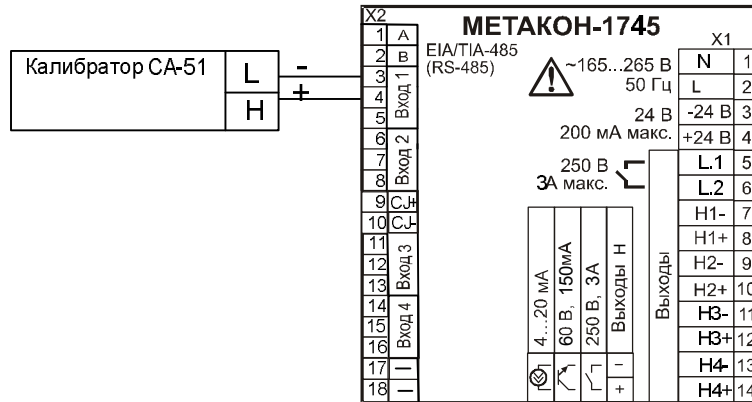 X2
МЕТАКОН-1745
Калибратор СА-51
L
H
-
+
1 A
2 B
3
4
5
Вход 1
6
7
8
Вход 2
9 CJ+
10 CJ-
11
12
13
Вход 3
14
15
16
Вход 4
17 —
18 —
EIA/TIA-485
(RS-485)
~165...265 В
50 Гц
24 В
200 мА макс.
250 В
3А макс.
4...20 мА
60 В, 150мА
250 В, 3А
Выходы Н
–
+
Выходы
X1
N 1
L 2
-24 В 3
+24 В 4
L.1 5
L.2 6
H1- 7
H1+ 8
H2- 9
H2+ 10
H3- 11
H3+ 12
H4- 13
H4+ 14